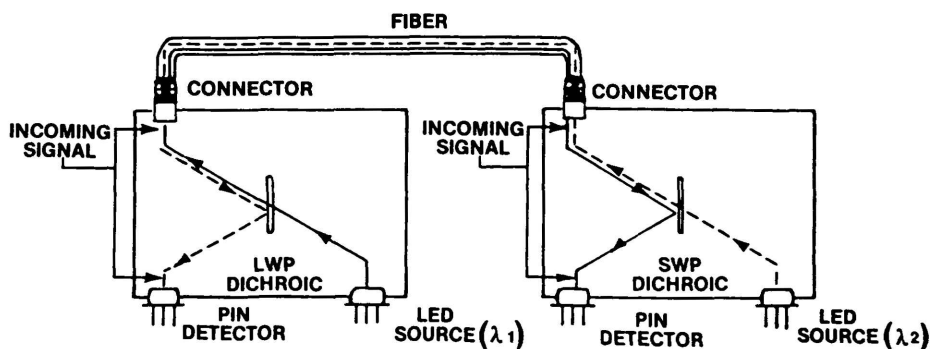 FIBER
CONNECTOR
CONNECTOR
INCOMING
SIGNAL
INCOMING
SIGNAL
LWP
DICHROIC
SWP
DICHROIC
PIN
DETECTOR
LED
SOURCE (λ1)
PIN
DETECTOR
LED
SOURCE (λ2)